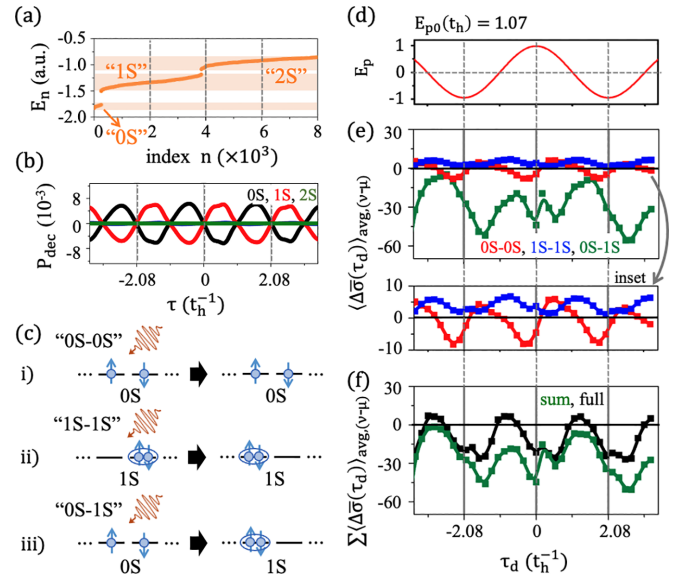 (a)
-0.5
-1.0
-1.5
-2.0
E_n (a.u.)
“1S”
“2S”
“0S”
0 2 4 6 8
index n (×10³)
(b)
8
0
-8
P_dec (10⁻³)
0S, 1S, 2S
-2.08 0 2.08
τ (t_h⁻¹)
(c)
“0S-0S”
i) ... ... ... ...
0S 0S
“1S-1S”
ii) ... ... ... ...
1S 1S
“0S-1S”
iii) ... ... ... ...
0S 1S
(d)
E_p0(t_h) = 1.07
1
0
-1
E_p
(e)
30
0
-30
-60
⟨Δσ̅(τ_d)⟩_avg,(ν-μ)
0S-0S, 1S-1S, 0S-1S
inset
10
0
10
(f)
30
0
-30
-60
∑⟨Δσ̅(τ_d)⟩_avg,(ν-μ)
sum, full
-2.08 0 2.08
τ_d (t_h⁻¹)